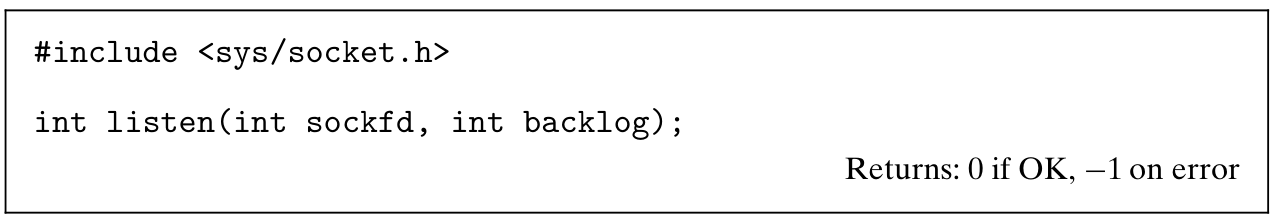 #include <sys/socket.h>
int listen(int sockfd, int backlog);
Returns: 0 if OK, −1 on error